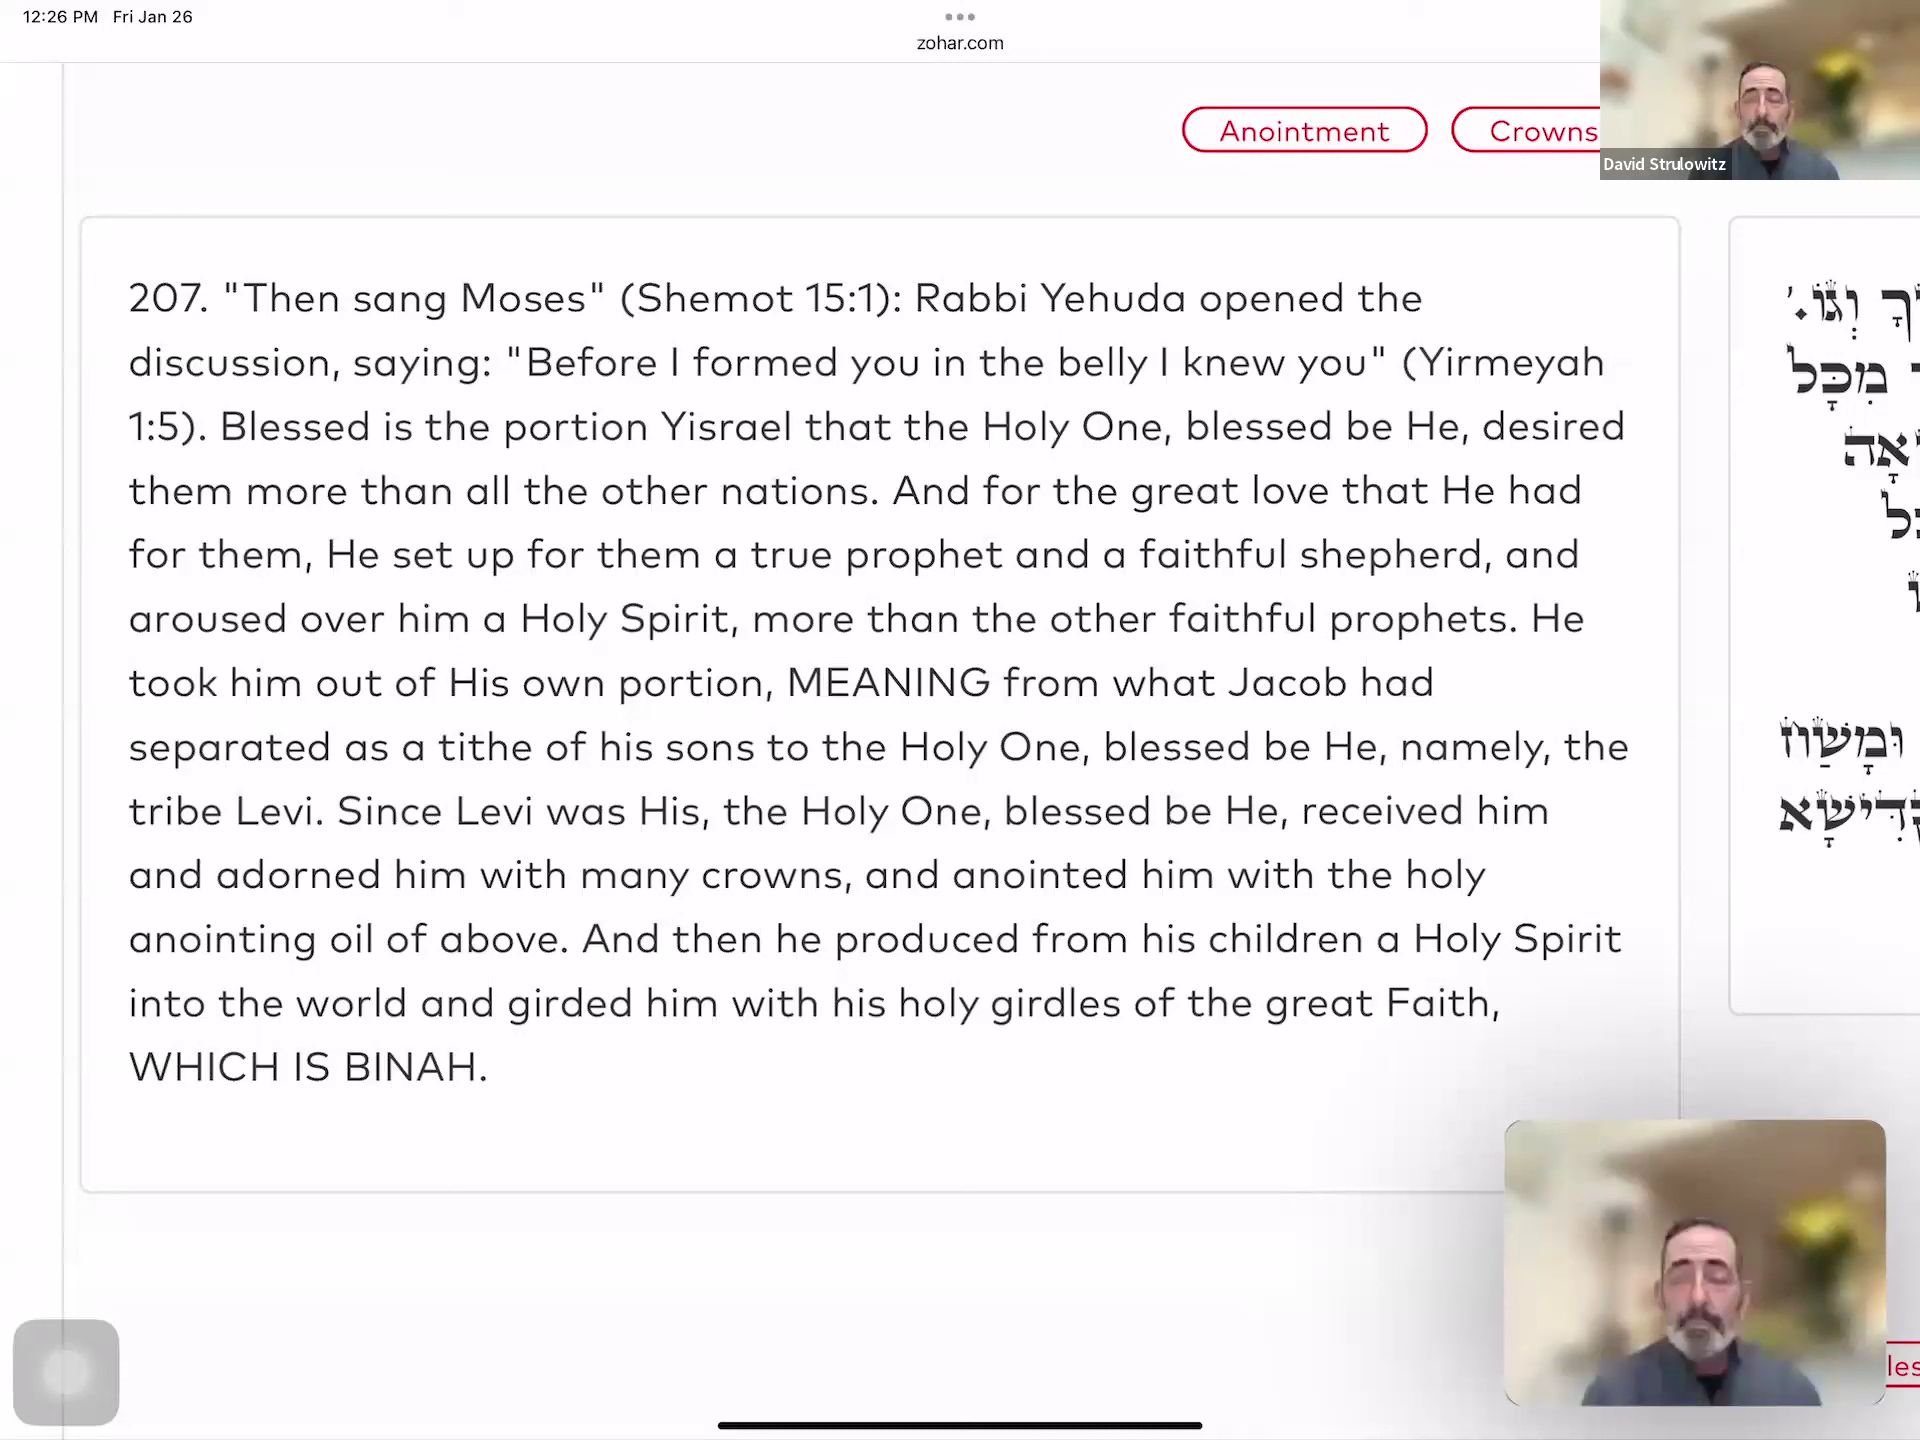 12:26 PM Fri Jan 26
zohar.com
Anointment
Crowns
David Strulowitz
207. "Then sang Moses" (Shemot 15:1): Rabbi Yehuda opened the
discussion, saying: "Before I formed you in the belly I knew you" (Yirmeyah
1:5). Blessed is the portion Yisrael that the Holy One, blessed be He, desired
them more than all the other nations. And for the great love that He had
for them, He set up for them a true prophet and a faithful shepherd, and
aroused over him a Holy Spirit, more than the other faithful prophets. He
took him out of His own portion, MEANING from what Jacob had
separated as a tithe of his sons to the Holy One, blessed be He, namely, the
tribe Levi. Since Levi was His, the Holy One, blessed be He, received him
and adorned him with many crowns, and anointed him with the holy
anointing oil of above. And then he produced from his children a Holy Spirit
into the world and girded him with his holy girdles of the great Faith,
WHICH IS BINAH.
וְגוֹ'.
מִכָּל
וּמָשַׁח